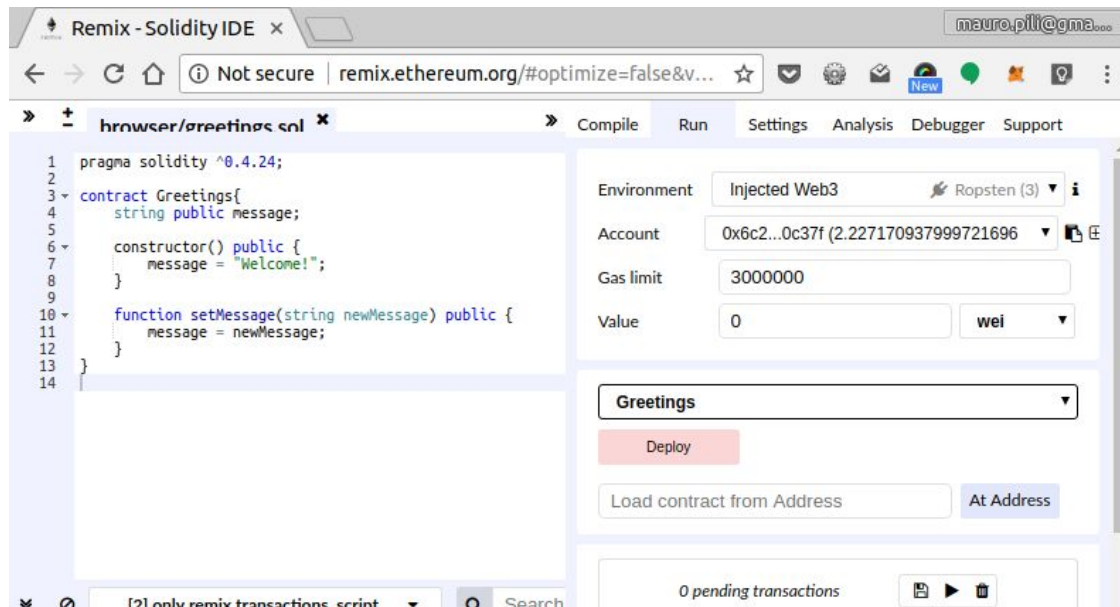 Remix - Solidity IDE ×
mauro.pili@gma...
Not secure | remix.ethereum.org/#optimize=false&v...
New
browser/greetings.sol ✖
» Compile Run Settings Analysis Debugger Support
1 pragma solidity ^0.4.24;
2
3 contract Greetings{
4 string public message;
5
6 constructor() public {
7 message = "Welcome!";
8 }
9
10 function setMessage(string newMessage) public {
11 message = newMessage;
12 }
13 }
14
Environment Injected Web3 Ropsten (3) i
Account 0x6c2...0c37f (2.227170937999721696
Gas limit 3000000
Value 0 wei
Greetings
Deploy
Load contract from Address At Address
0 pending transactions
[2] only remix transactions, script Search